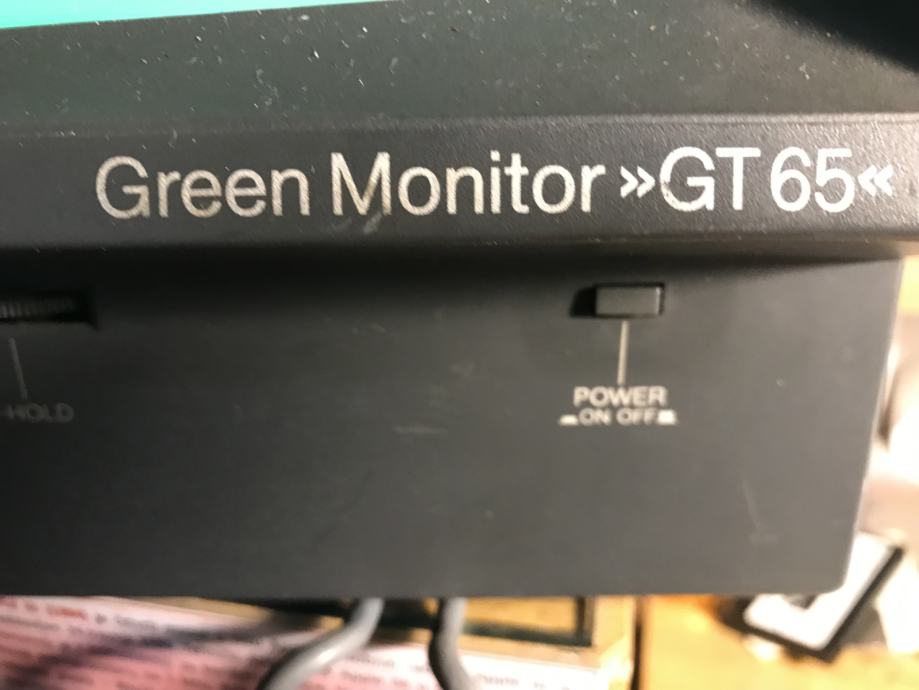 Green Monitor »GT 65«
-HOLD
POWER
ON OFF